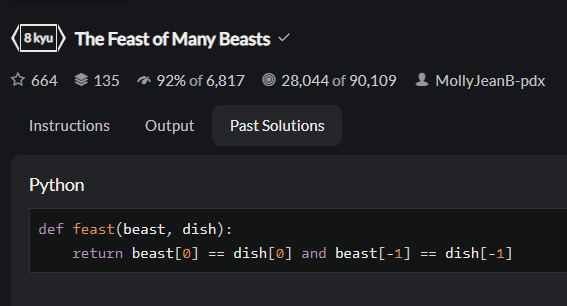 8 kyu The Feast of Many Beasts
664 135 92% of 6,817 28,044 of 90,109 MollyJeanB-pdx
Instructions Output Past Solutions
Python
def feast(beast, dish):
    return beast[0] == dish[0] and beast[-1] == dish[-1]